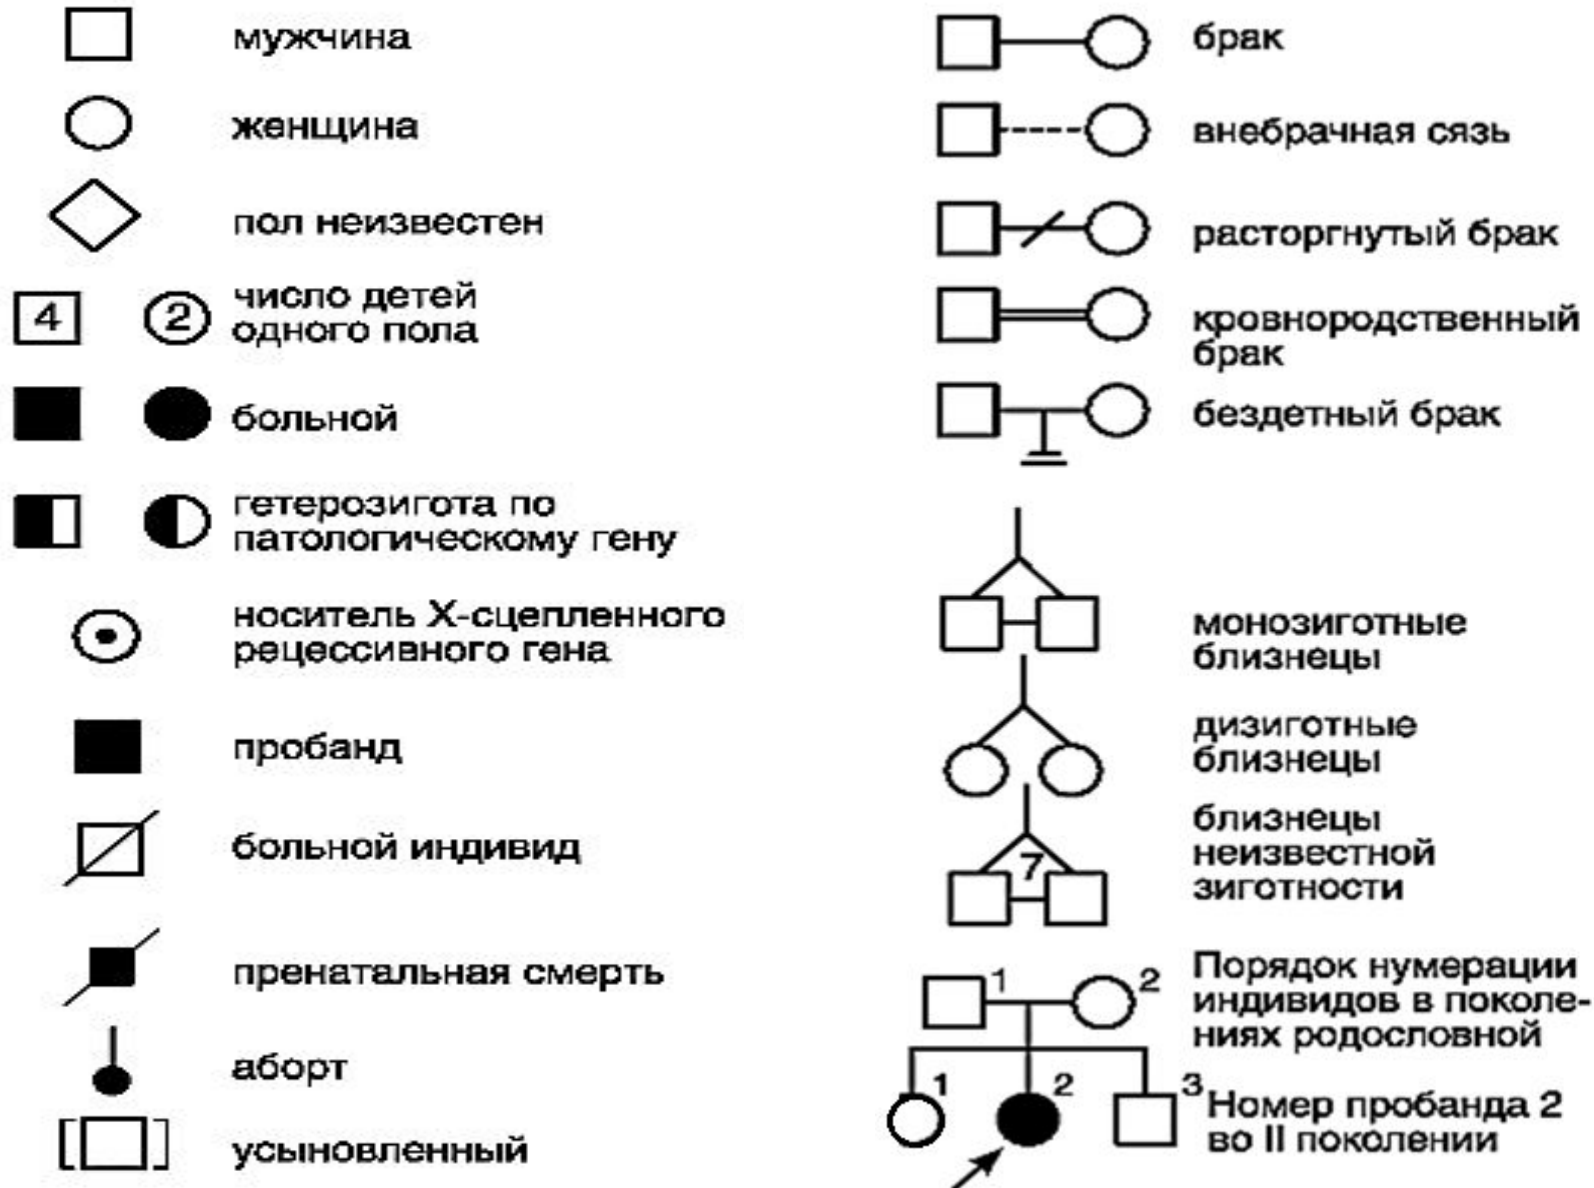 мужчина
женщина
пол неизвестен
4
2
число детей
одного пола
больной
гетерозигота по
патологическому гену
носитель Х-сцепленного
рецессивного гена
пробанд
больной индивид
пренатальная смерть
аборт
усыновленный
брак
внебрачная сязь
расторгнутый брак
кровнородственный
брак
бездетный брак
монозиготные
близнецы
дизиготные
близнецы
7
близнецы
неизвестной
зиготности
1
2
Порядок нумерации
индивидов в поколе-
ниях родословной
1
2
3
Номер пробанда 2
во II поколении